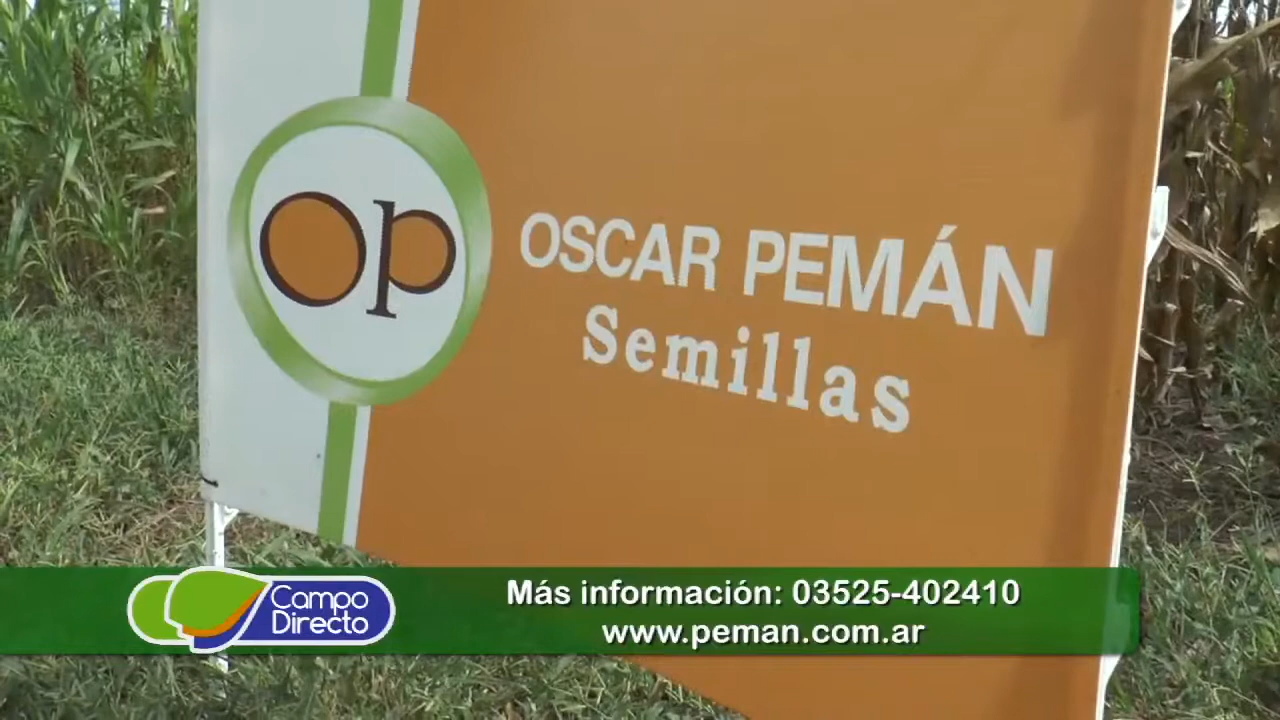 op
OSCAR PEMÁN
Semillas
Campo
Directo
Más información: 03525-402410
www.peman.com.ar